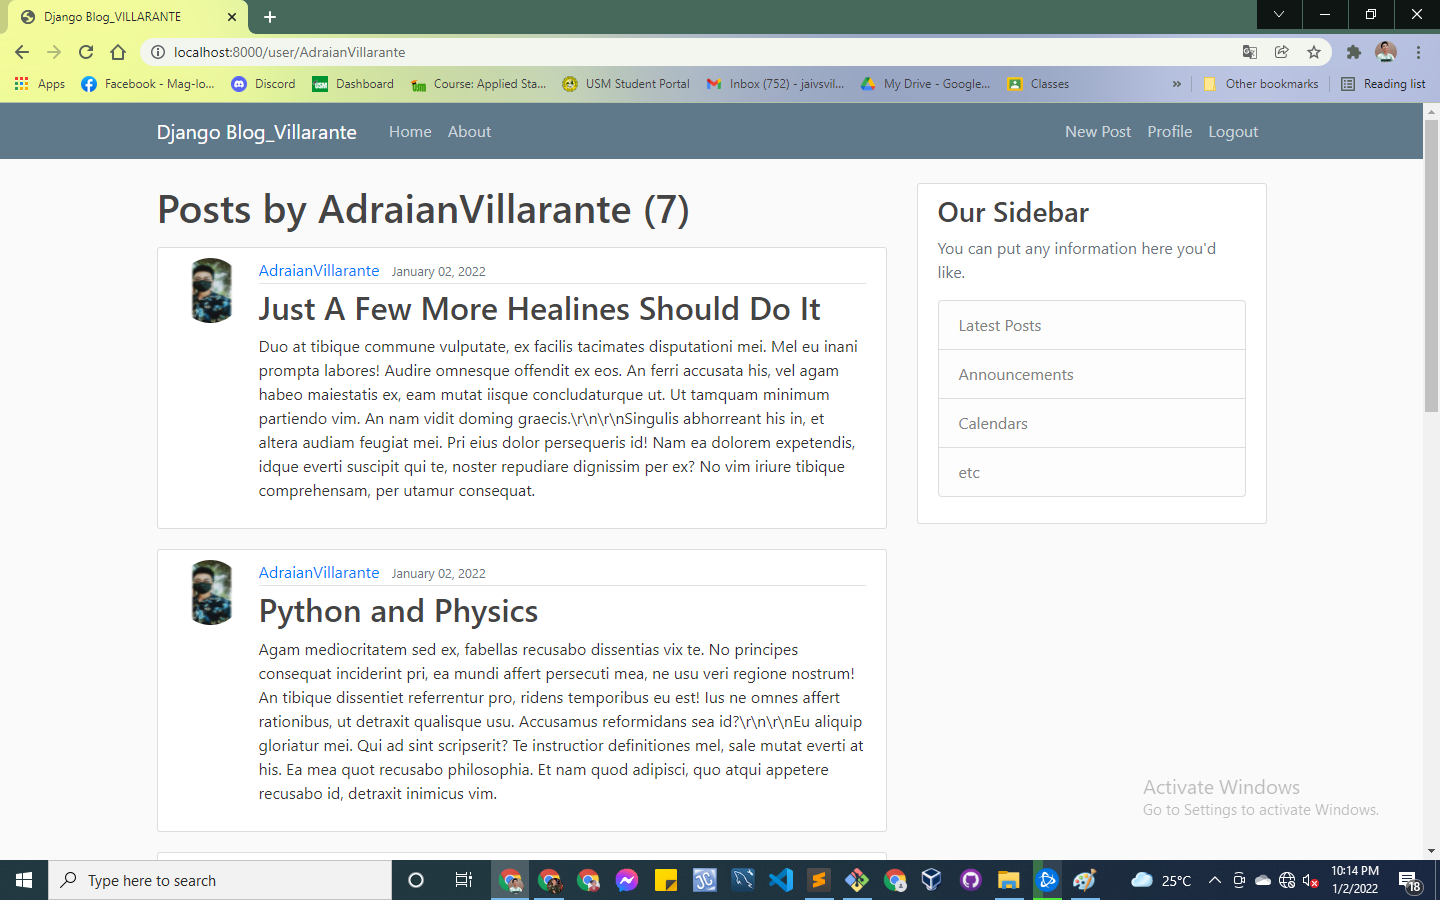 Django Blog_VILLARANTE
localhost:8000/user/AdraianVillarante
Apps
Facebook - Mag-lo...
Discord
Dashboard
Course: Applied Sta...
USM Student Portal
Inbox (752) - jaivsvil...
My Drive - Google...
Classes
»
Other bookmarks
Reading list
Django Blog_Villarante
Home
About
New Post
Profile
Logout
Posts by AdraianVillarante (7)
AdraianVillarante January 02, 2022
Just A Few More Healines Should Do It
Duo at tibique commune vulputate, ex facilis tacimates disputationi mei. Mel eu inani
prompta labores! Audire omnesque offendit ex eos. An ferri accusata his, vel agam
habeo maiestatis ex, eam mutat iisque concludaturque ut. Ut tamquam minimum
partiendo vim. An nam vidit doming graecis.\r\n\r\nSingulis abhorreant his in, et
altera audiam feugiat mei. Pri eius dolor persequeris id! Nam ea dolorem expetendis,
idque everti suscipit qui te, noster repudiare dignissim per ex? No vim iriure tibique
comprehensam, per utamur consequat.
AdraianVillarante January 02, 2022
Python and Physics
Agam mediocritatem sed ex, fabellas recusabo dissentias vix te. No principes
consequat inciderint pri, ea mundi affert persecuti mea, ne usu veri regione nostrum!
An tibique dissentiet referrentur pro, ridens temporibus eu est! Ius ne omnes affert
rationibus, ut detraxit qualisque usu. Accusamus reformidans sea id?\r\n\r\nEu aliquip
gloriatur mei. Qui ad sint scripserit? Te instructior definitiones mel, sale mutat everti at
his. Ea mea quot recusabo philosophia. Et nam quod adipisci, quo atqui appetere
recusabo id, detraxit inimicus vim.
Our Sidebar
You can put any information here you'd
like.
Latest Posts
Announcements
Calendars
etc
Activate Windows
Go to Settings to activate Windows.
Type here to search
25°C
10:14 PM
1/2/2022
18